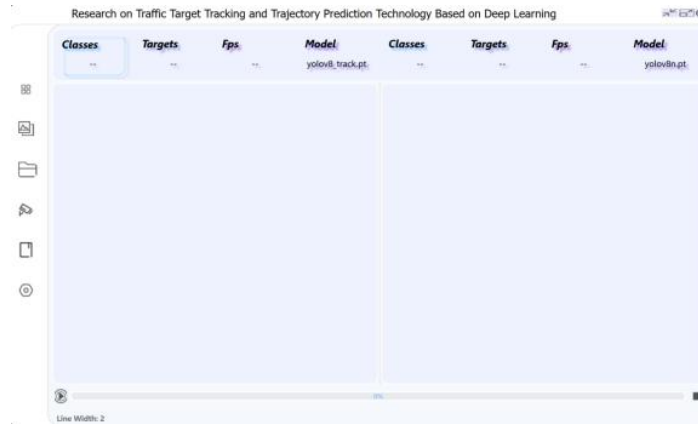 Research on Traffic Target Tracking and Trajectory Prediction Technology Based on Deep Learning
Classes Targets Fps Model Classes Targets Fps Model
-- -- -- yolov8_track.pt -- -- -- yolov8n.pt
0%
Line Width: 2